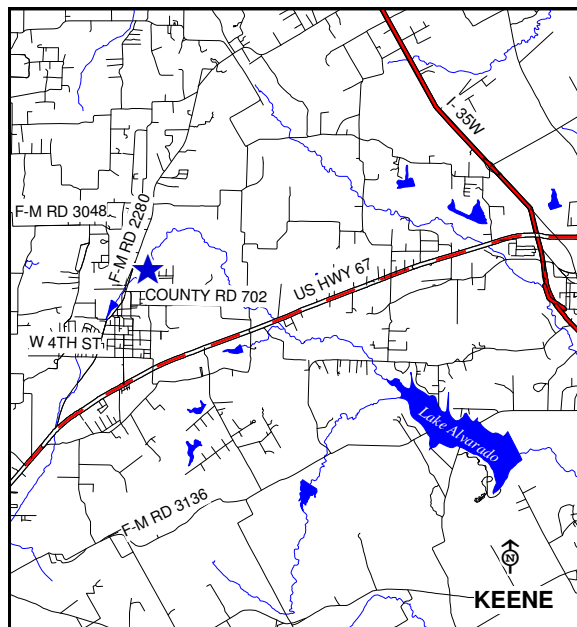 I- 35W
F-M RD 3048
F-M RD 2280
US HWY 67
COUNTY RD 702
W 4TH ST
Lake Alvarado
F-M RD 3136
N
KEENE